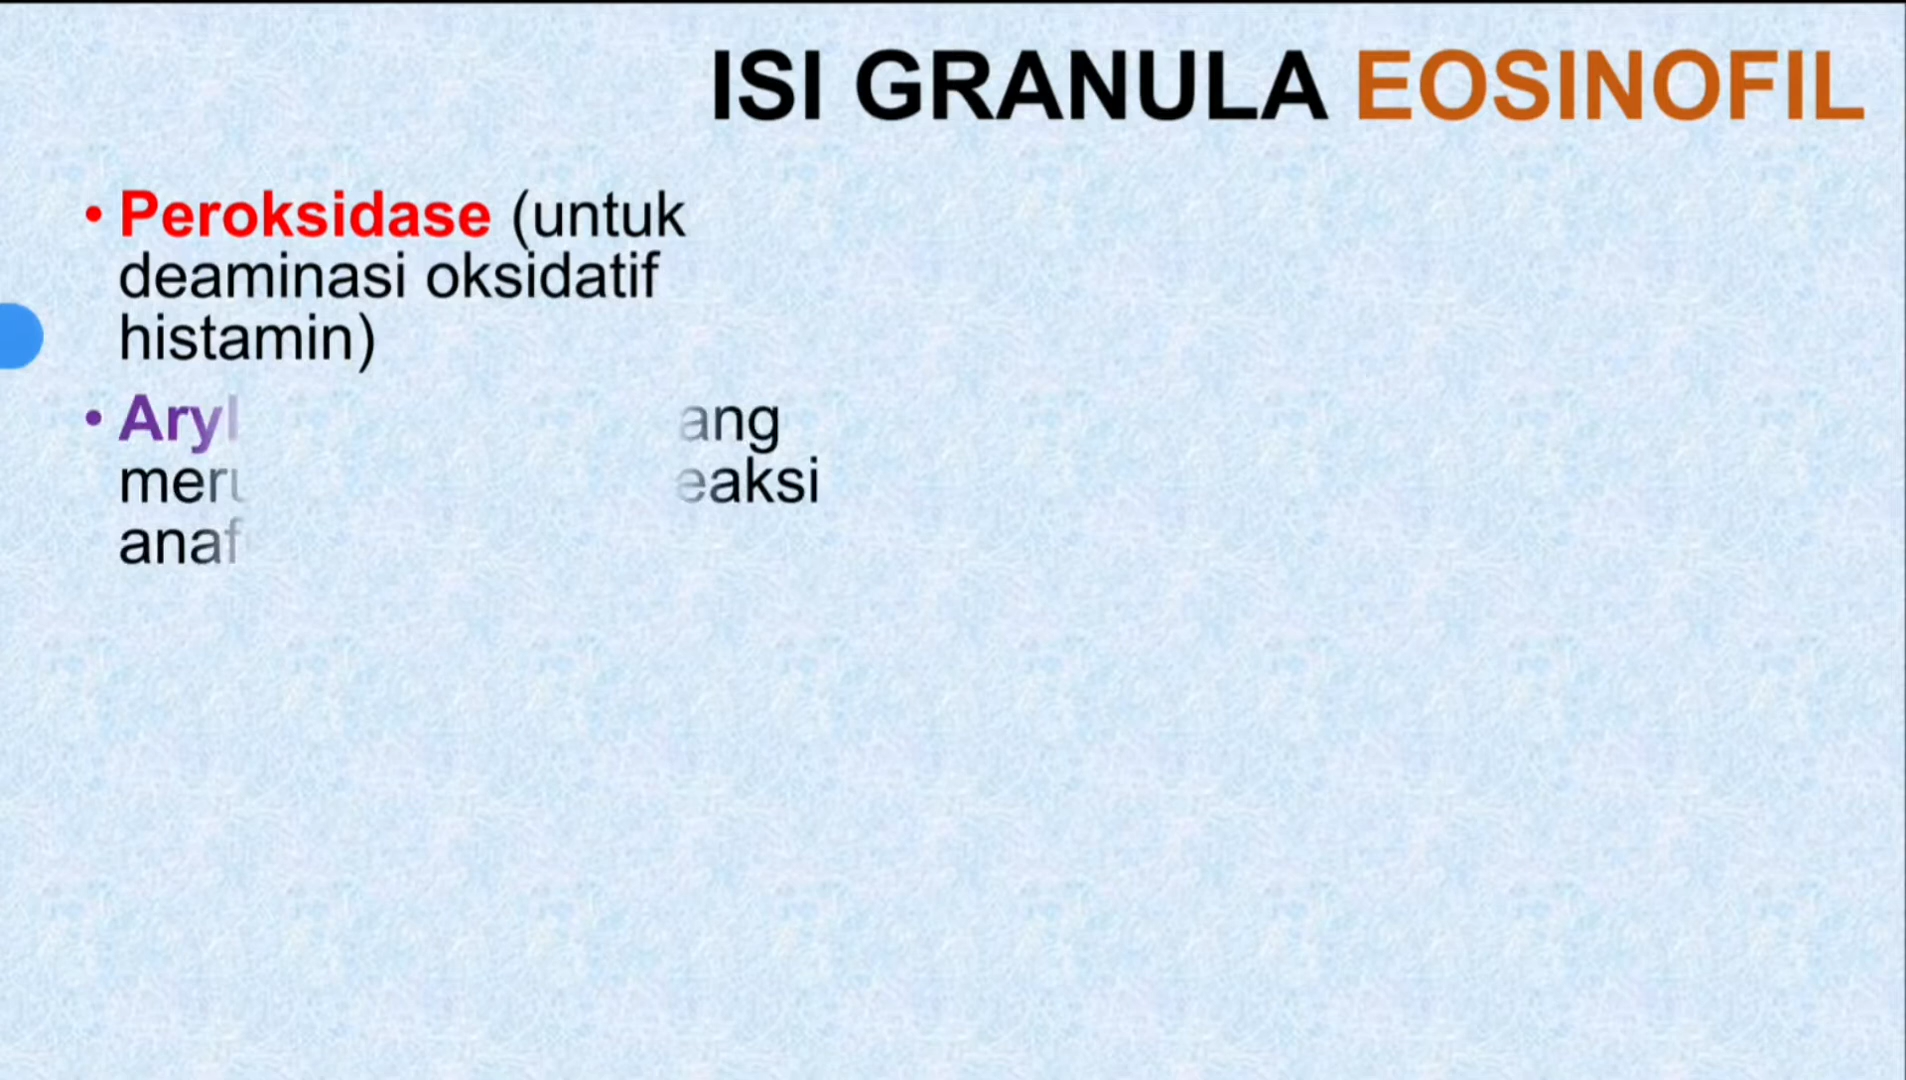 ISI GRANULA EOSINOFIL
• Peroksidase (untuk
deaminasi oksidatif
histamin)
• Aryl ang
meru eaksi
anaf